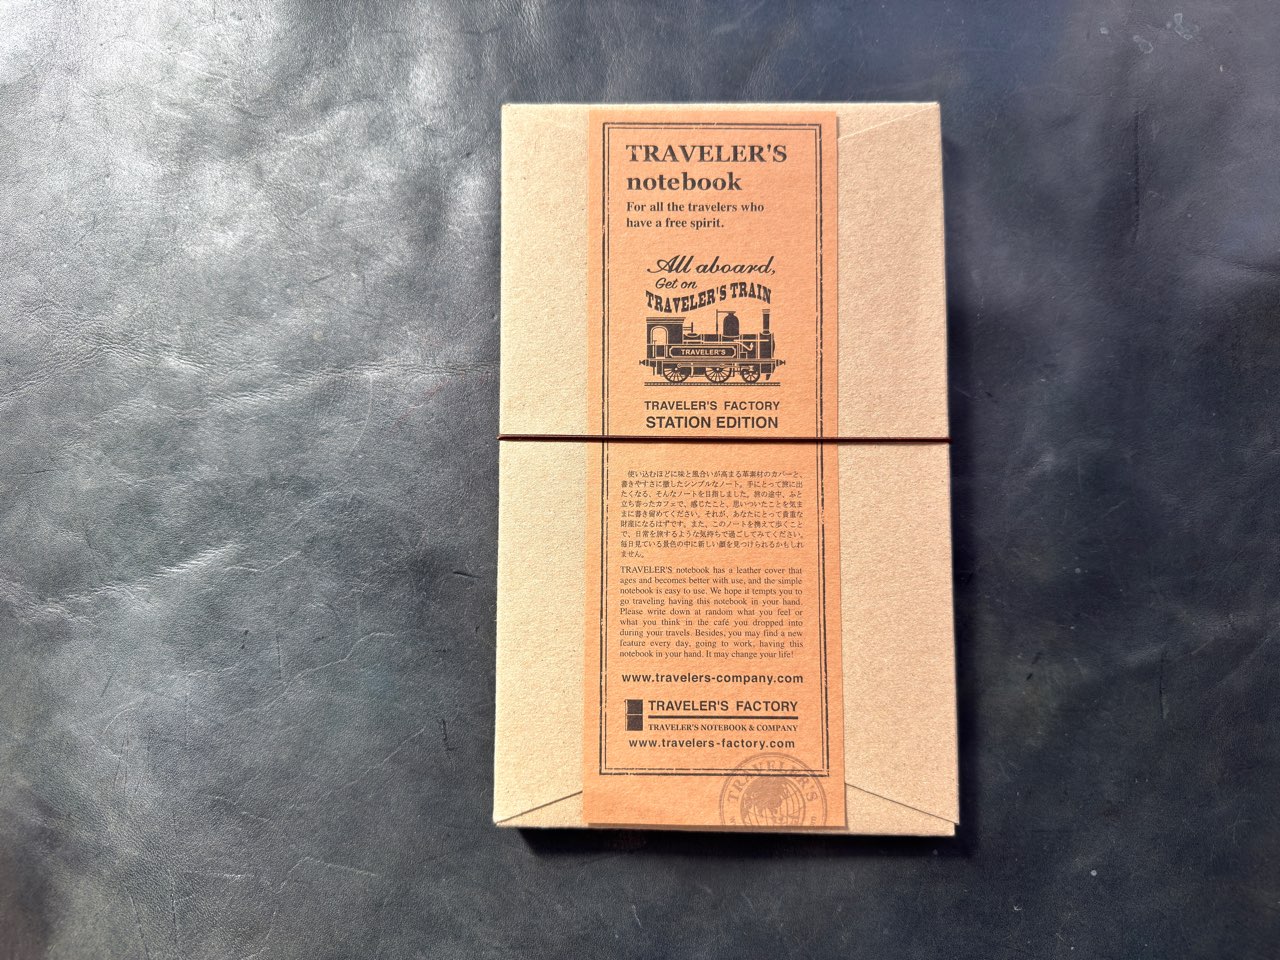 TRAVELER'S
notebook
For all the travelers who
have a free spirit.
All aboard,
Get on
TRAVELER'S TRAIN
TRAVELER'S
TRAVELER'S FACTORY
STATION EDITION
使い込むほどに味と風合いが高まる革素材のカバーと、
書きやすさに徹したシンプルなノート。手にとって旅に出
たくなる、そんなノートを目指しました。旅の途中、ふと
立ち寄ったカフェで、感じたこと、思いついたことを気ま
まに書き留めてください。それが、あなたにとって貴重な
財産になるはずです。また、このノートを携えて歩くこと
で、日常を旅するような気持ちで過ごしてみてください。
毎日見ている景色の中に新しい顔を見つけられるかもしれ
ません。
TRAVELER'S notebook has a leather cover that
ages and becomes better with use, and the simple
notebook is easy to use. We hope it tempts you to
go traveling having this notebook in your hand.
Please write down at random what you feel or
what you think in the café you dropped into
during your travels. Besides, you may find a new
feature every day, going to work, having this
notebook in your hand. It may change your life!
www.travelers-company.com
TRAVELER'S FACTORY
TRAVELER'S NOTEBOOK & COMPANY
www.travelers-factory.com
TRAVELER'S